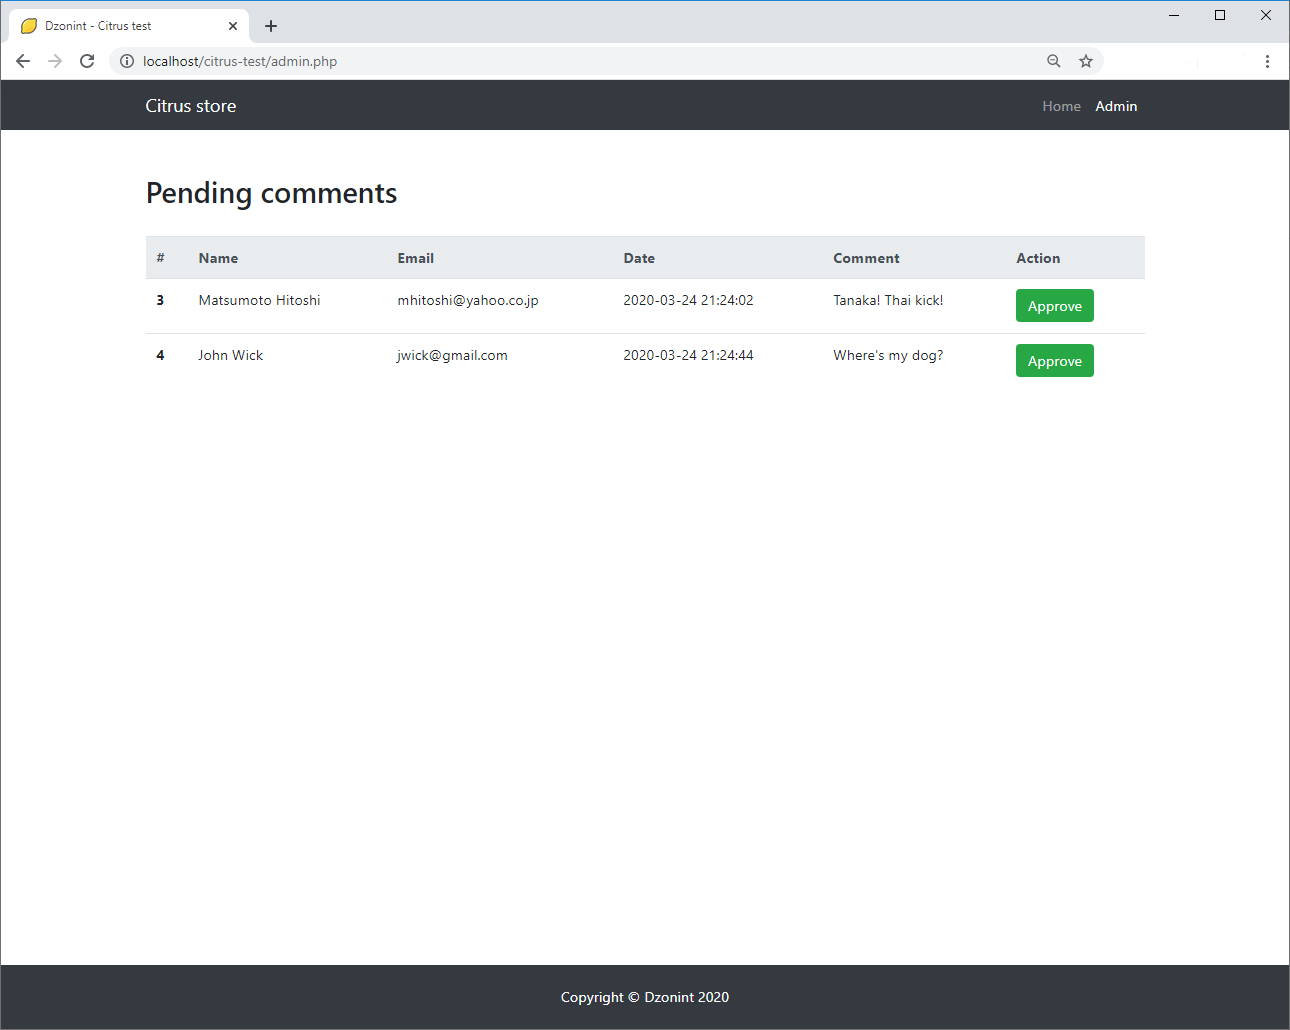 Dzonint - Citrus test
localhost/citrus-test/admin.php
Citrus store Home Admin
Pending comments
# Name Email Date Comment Action
3 Matsumoto Hitoshi mhitoshi@yahoo.co.jp 2020-03-24 21:24:02 Tanaka! Thai kick! Approve
4 John Wick jwick@gmail.com 2020-03-24 21:24:44 Where's my dog? Approve
Copyright © Dzonint 2020